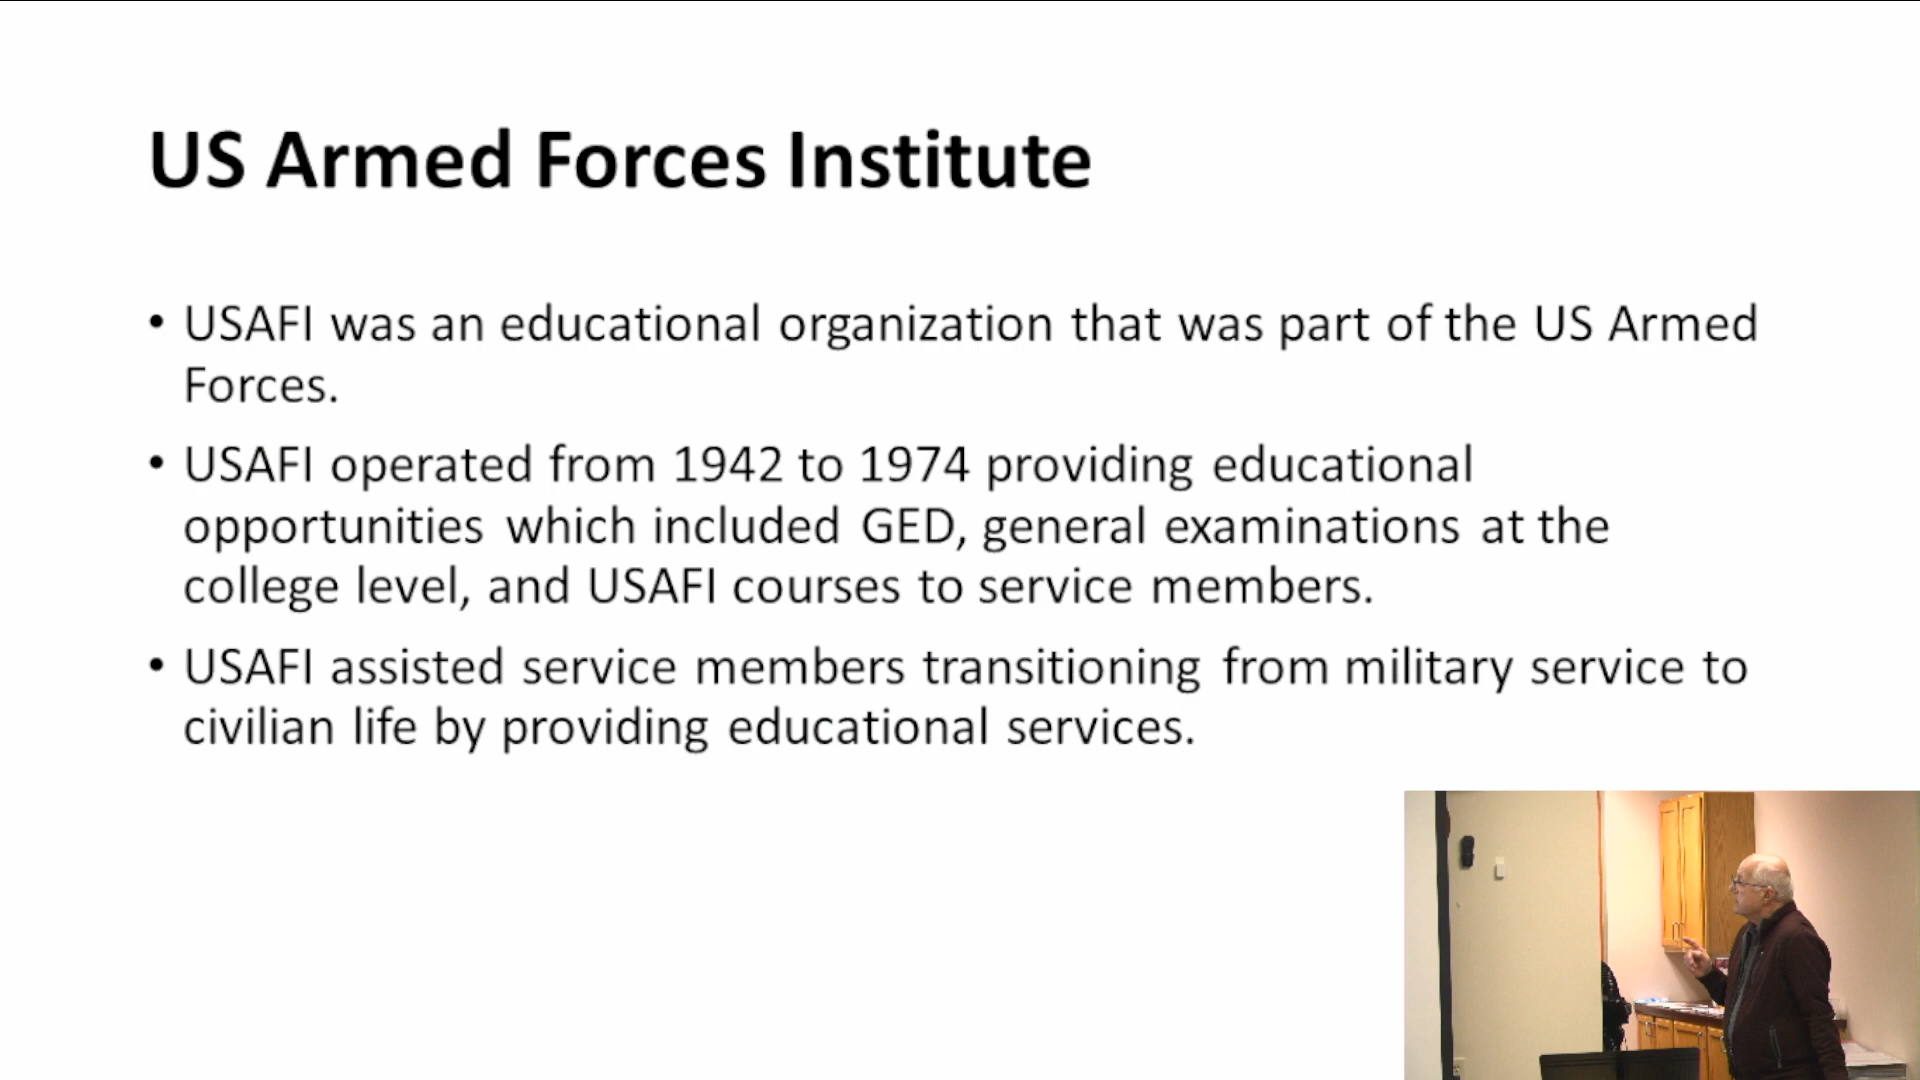 US Armed Forces Institute
• USAFI was an educational organization that was part of the US Armed
Forces.
• USAFI operated from 1942 to 1974 providing educational
opportunities which included GED, general examinations at the
college level, and USAFI courses to service members.
• USAFI assisted service members transitioning from military service to
civilian life by providing educational services.